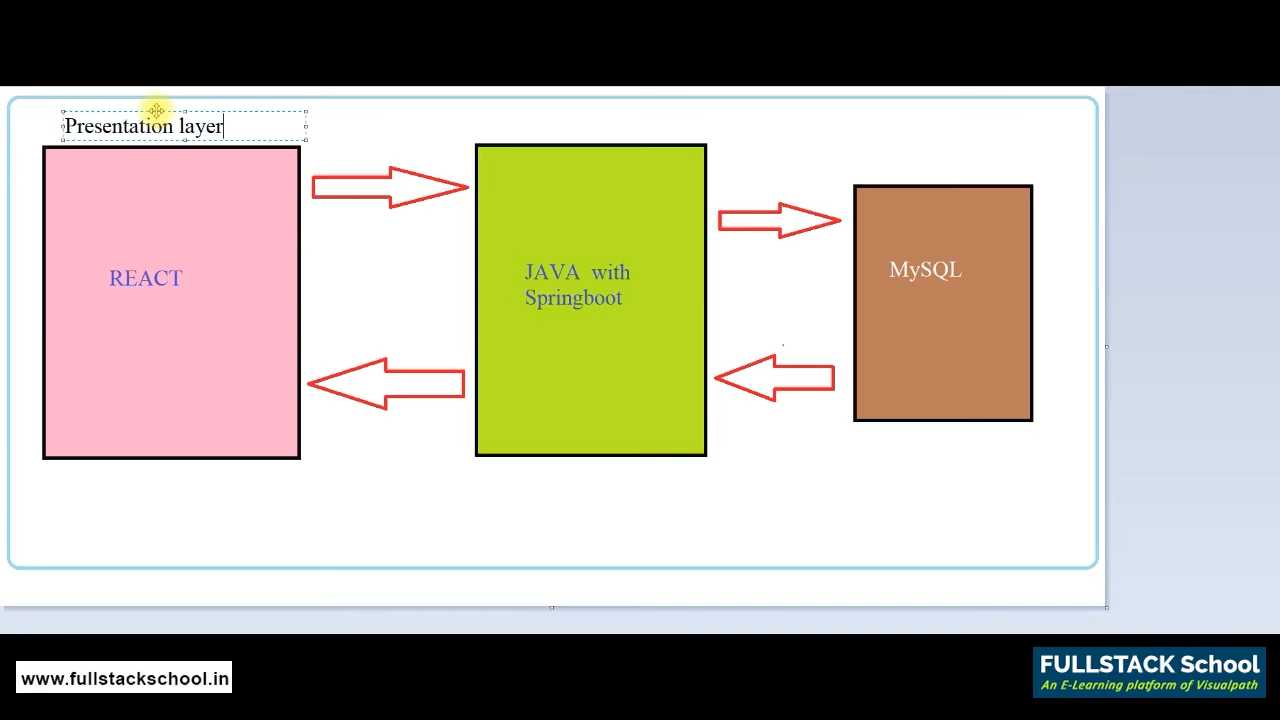 Presentation layer
REACT
JAVA with
Springboot
MySQL
www.fullstackschool.in
FULLSTACK School
An E-Learning platform of Visualpath